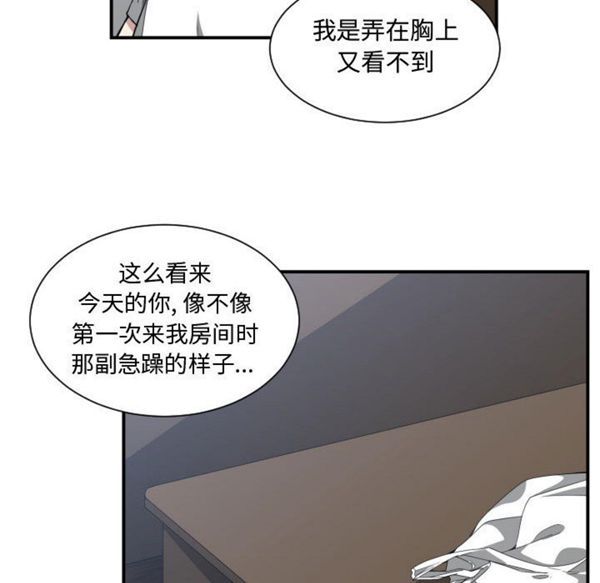 我是弄在胸上
又看不到
这么看来
今天的你, 像不像
第一次来我房间时
那副急躁的样子...